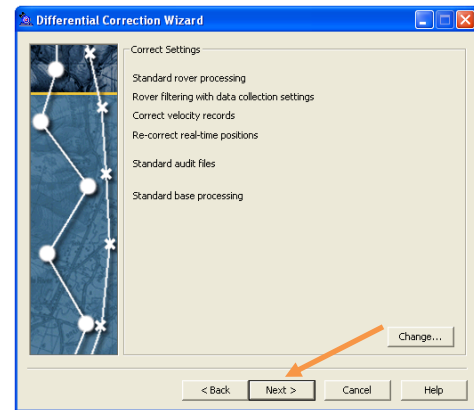 Differential Correction Wizard
Correct Settings
Standard rover processing
Rover filtering with data collection settings
Correct velocity records
Re-correct real-time positions
Standard audit files
Standard base processing
Change...
< Back Next > Cancel Help